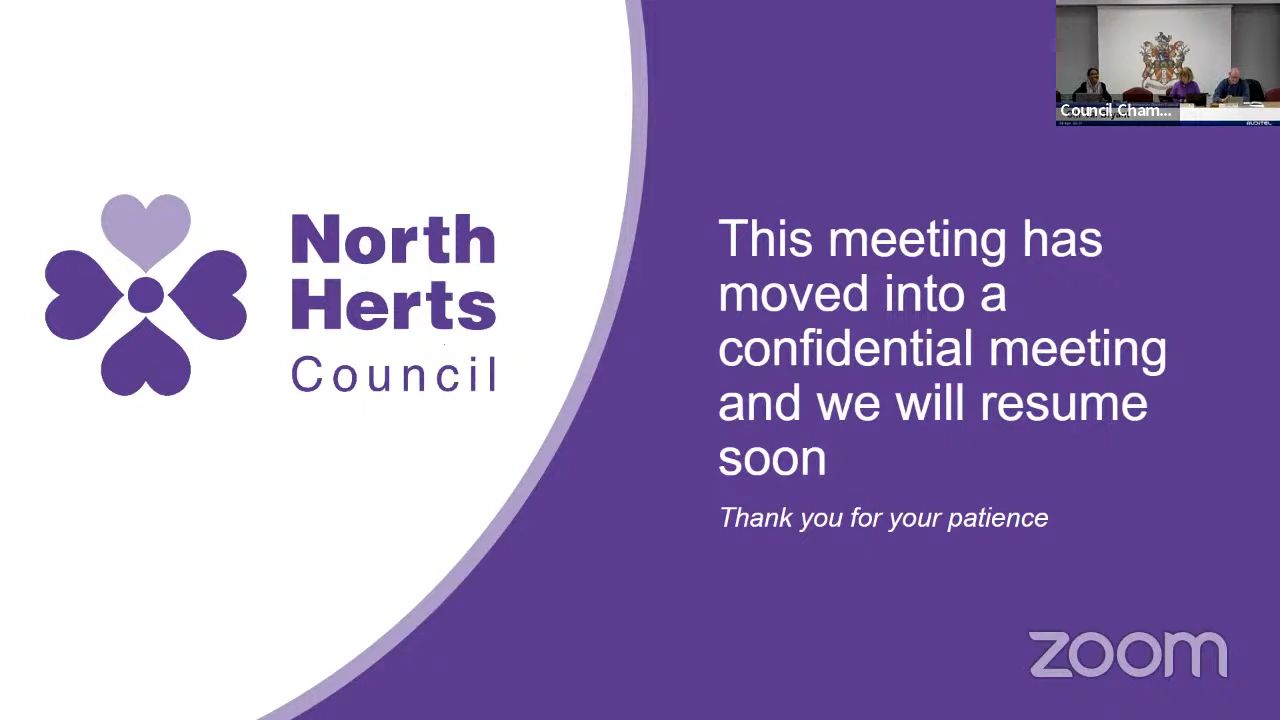 Council Cham...
AUDITEL
North
Herts
Council
This meeting has
moved into a
confidential meeting
and we will resume
soon
Thank you for your patience
zoom